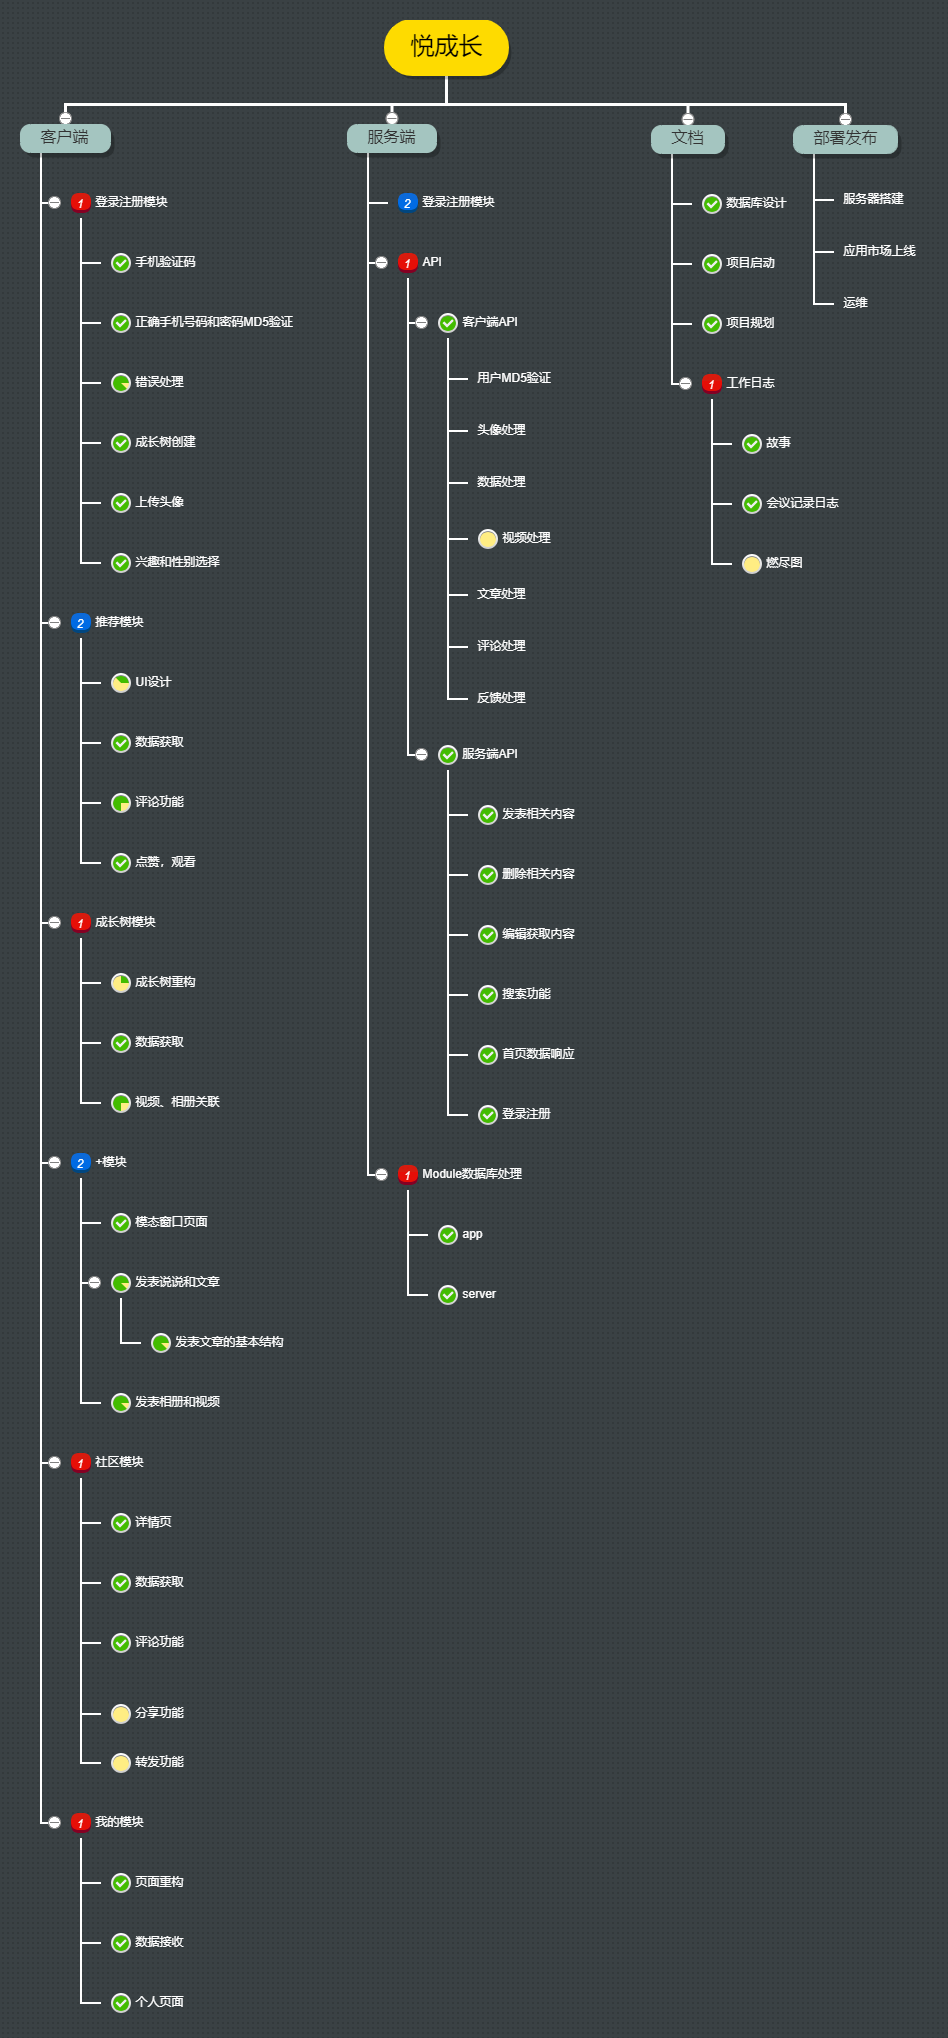 悦成长
客户端
1 登录注册模块
手机验证码
正确手机号码和密码MD5验证
错误处理
成长树创建
上传头像
兴趣和性别选择
2 推荐模块
UI设计
数据获取
评论功能
点赞，观看
1 成长树模块
成长树重构
数据获取
视频、相册关联
2 +模块
模态窗口页面
发表说说和文章
发表文章的基本结构
发表相册和视频
1 社区模块
详情页
数据获取
评论功能
分享功能
转发功能
1 我的模块
页面重构
数据接收
个人页面
服务端
2 登录注册模块
1 API
客户端API
用户MD5验证
头像处理
数据处理
视频处理
文章处理
评论处理
反馈处理
服务端API
发表相关内容
删除相关内容
编辑获取内容
搜索功能
首页数据响应
登录注册
1 Module数据库处理
app
server
文档
数据库设计
项目启动
项目规划
1 工作日志
故事
会议记录日志
燃尽图
部署发布
服务器搭建
应用市场上线
运维